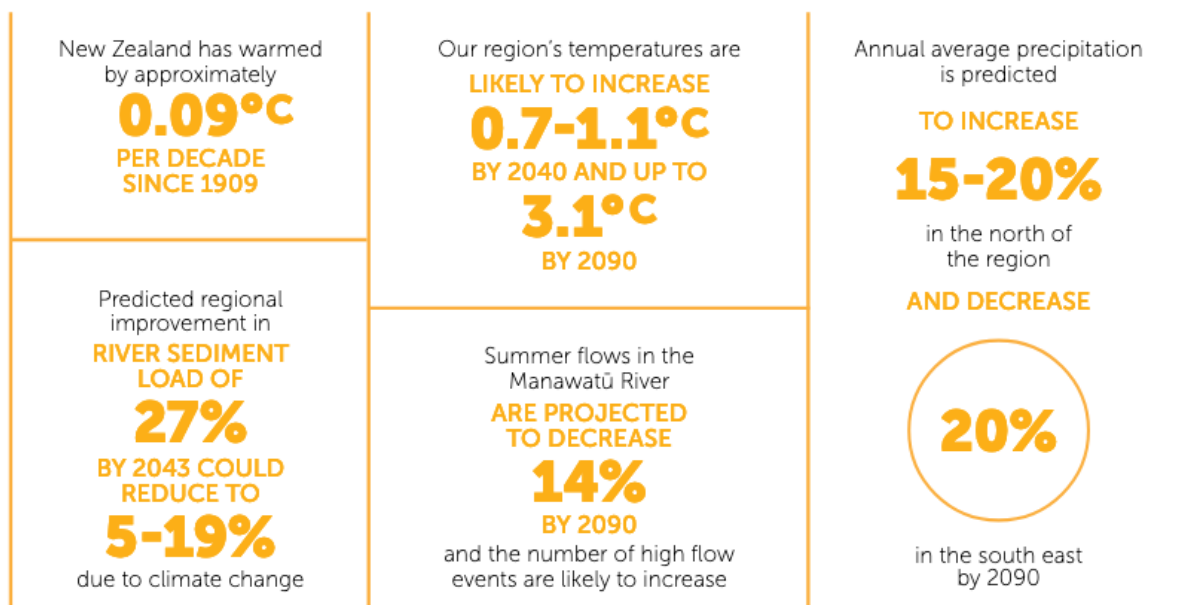 New Zealand has warmed
by approximately
0.09°C
PER DECADE
SINCE 1909
Predicted regional
improvement in
RIVER SEDIMENT
LOAD OF
27%
BY 2043 COULD
REDUCE TO
5-19%
due to climate change
Our region's temperatures are
LIKELY TO INCREASE
0.7-1.1°C
BY 2040 AND UP TO
3.1°C
BY 2090
Summer flows in the
Manawatū River
ARE PROJECTED
TO DECREASE
14%
BY 2090
and the number of high flow
events are likely to increase
Annual average precipitation
is predicted
TO INCREASE
15-20%
in the north of
the region
AND DECREASE
20%
in the south east
by 2090